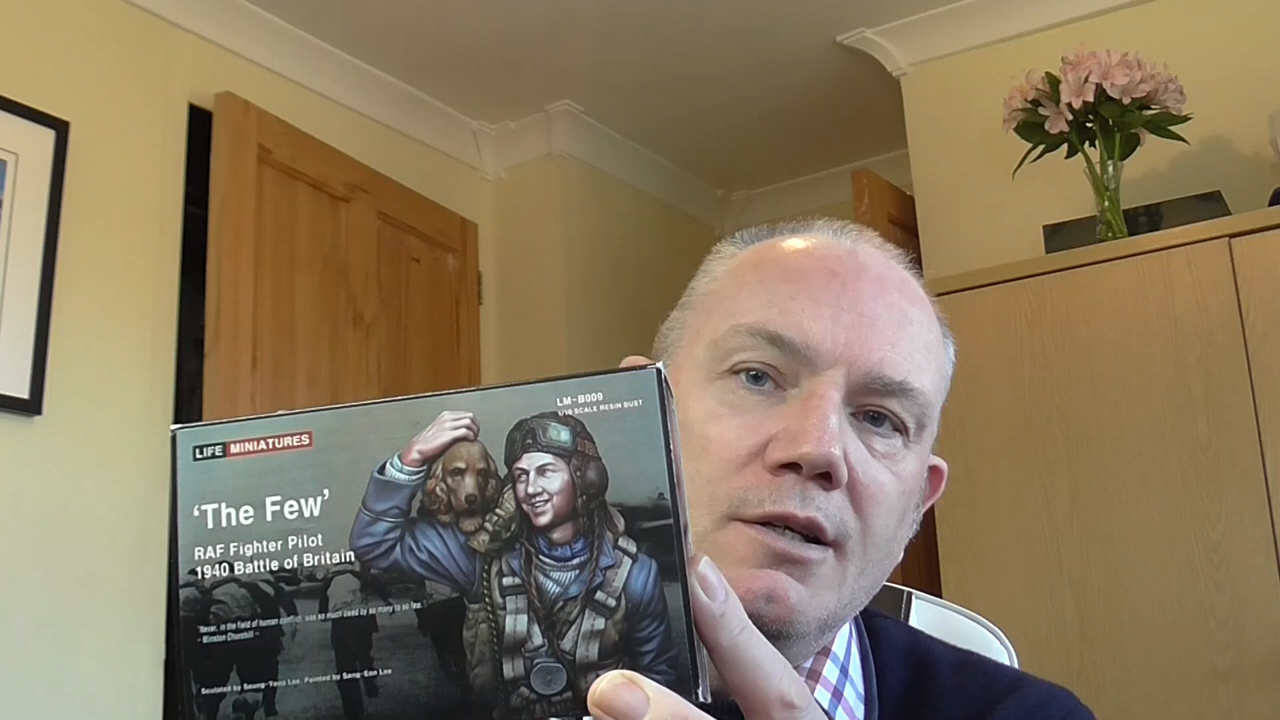 LM-B009
1/10 SCALE RESIN BUST
LIFE MINIATURES
'The Few'
RAF Fighter Pilot
1940 Battle of Britain
"Never, in the field of human conflict, was so much owed by so many to so few."
- Winston Churchill -
Sculpted by Sang-Eon Lee, Painted by Sang-Eon Lee